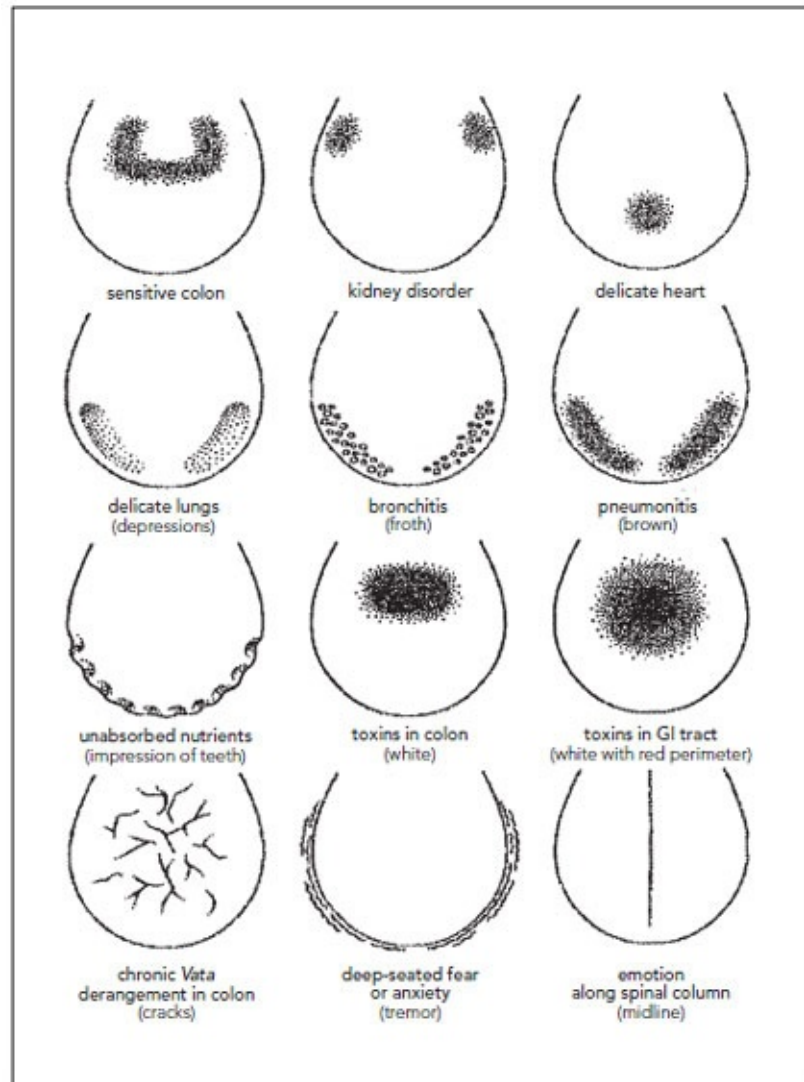 sensitive colon
kidney disorder
delicate heart
delicate lungs
(depressions)
bronchitis
(froth)
pneumonitis
(brown)
unabsorbed nutrients
(impression of teeth)
toxins in colon
(white)
toxins in GI tract
(white with red perimeter)
chronic Vata
derangement in colon
(cracks)
deep-seated fear
or anxiety
(tremor)
emotion
along spinal column
(midline)